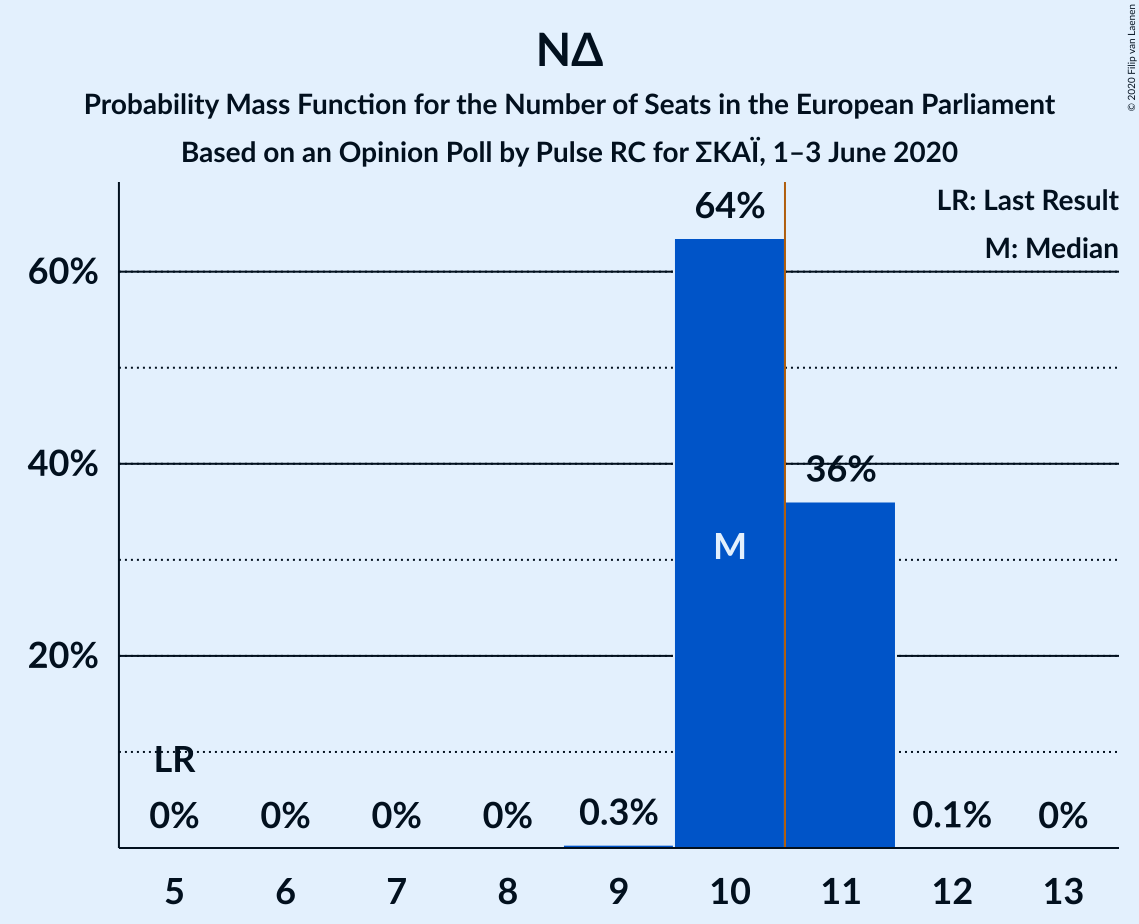 ΝΔ
Probability Mass Function for the Number of Seats in the European Parliament
Based on an Opinion Poll by Pulse RC for ΣΚΑΪ, 1–3 June 2020
© 2020 Filip van Laenen
LR: Last Result
M: Median
64%
60%
40%
36%
M
20%
LR
0% 0% 0% 0% 0.3% 0.1% 0%
5 6 7 8 9 10 11 12 13